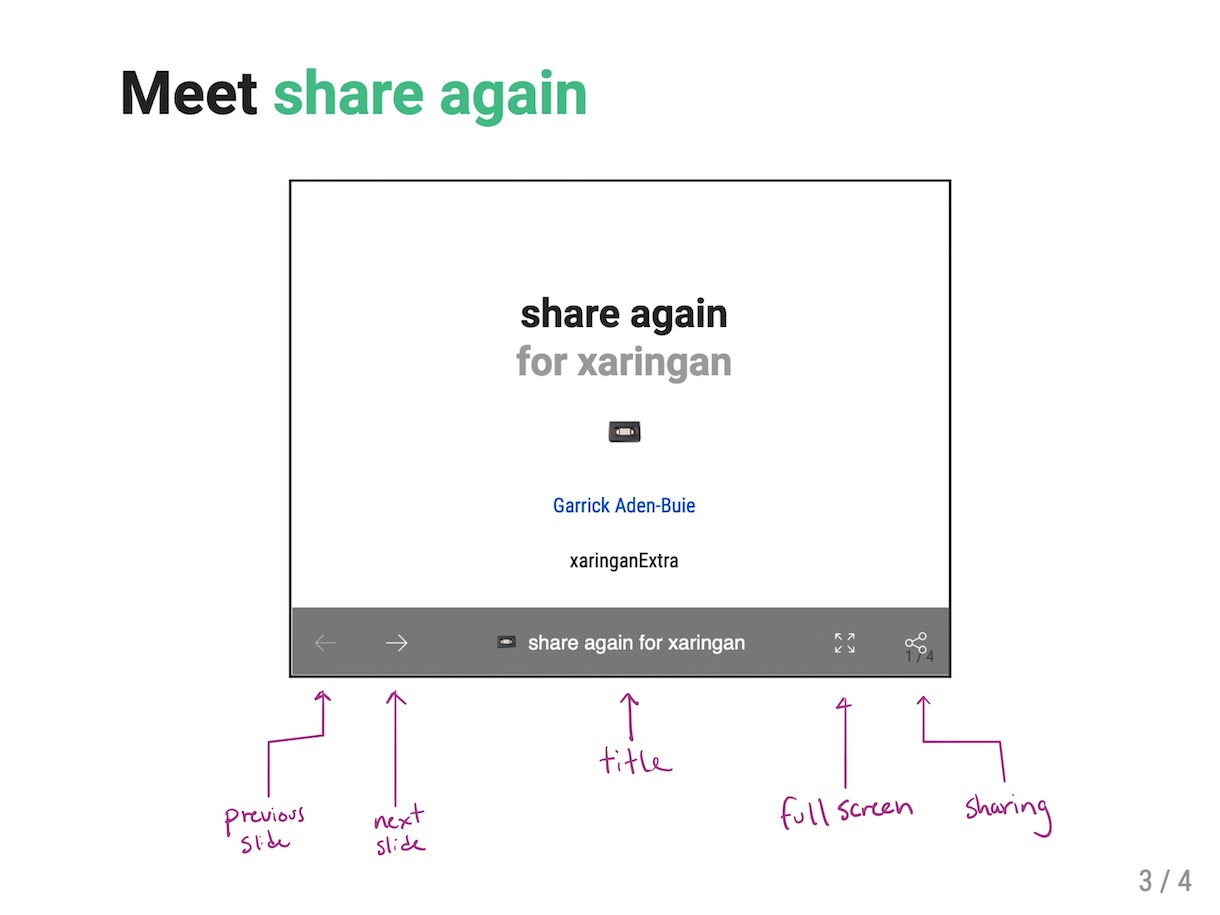 Meet share again
share again
for xaringan
Garrick Aden-Buie
xaringanExtra
share again for xaringan
1 / 4
title
previous
slide
next
slide
full screen
sharing
3 / 4